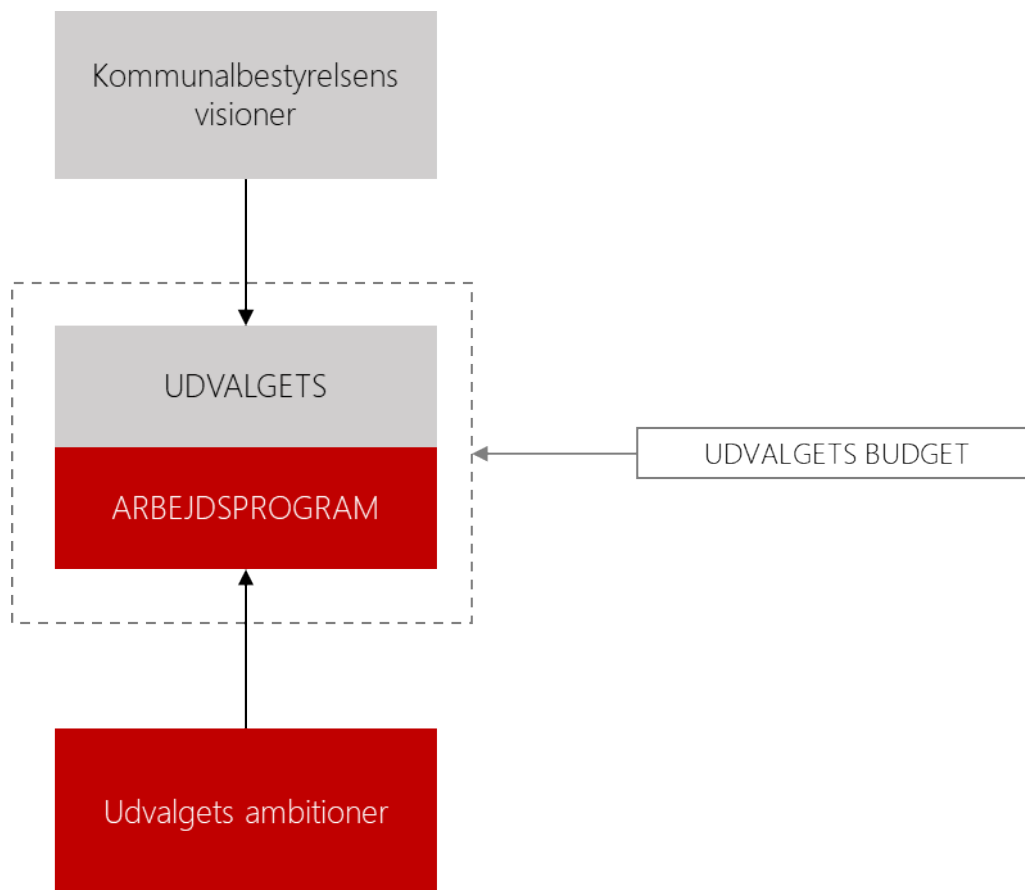 Kommunalbestyrelsens
visioner
UDVALGETS
ARBEJDSPROGRAM
UDVALGETS BUDGET
Udvalgets ambitioner